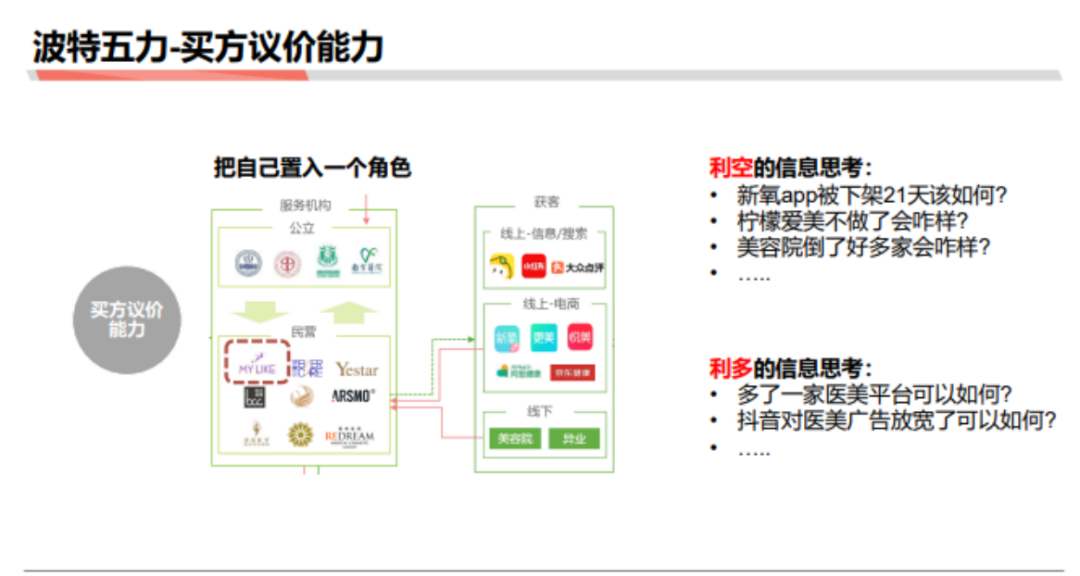 波特五力-买方议价能力
把自己置入一个角色
买方议价
能力
服务机构
公立
民营
MYLIKE
Yestar
ARSMO
REDREAM
获客
线上-信息/搜索
小红书
大众点评
线上-电商
新氧
更美
悦美
阿里健康
京东健康
线下
美容院
异业
利空的信息思考：
• 新氧app被下架21天该如何?
• 柠檬爱美不做了会咋样?
• 美容院倒了好多家会咋样?
• …..
利多的信息思考：
• 多了一家医美平台可以如何?
• 抖音对医美广告放宽了可以如何?
• …..